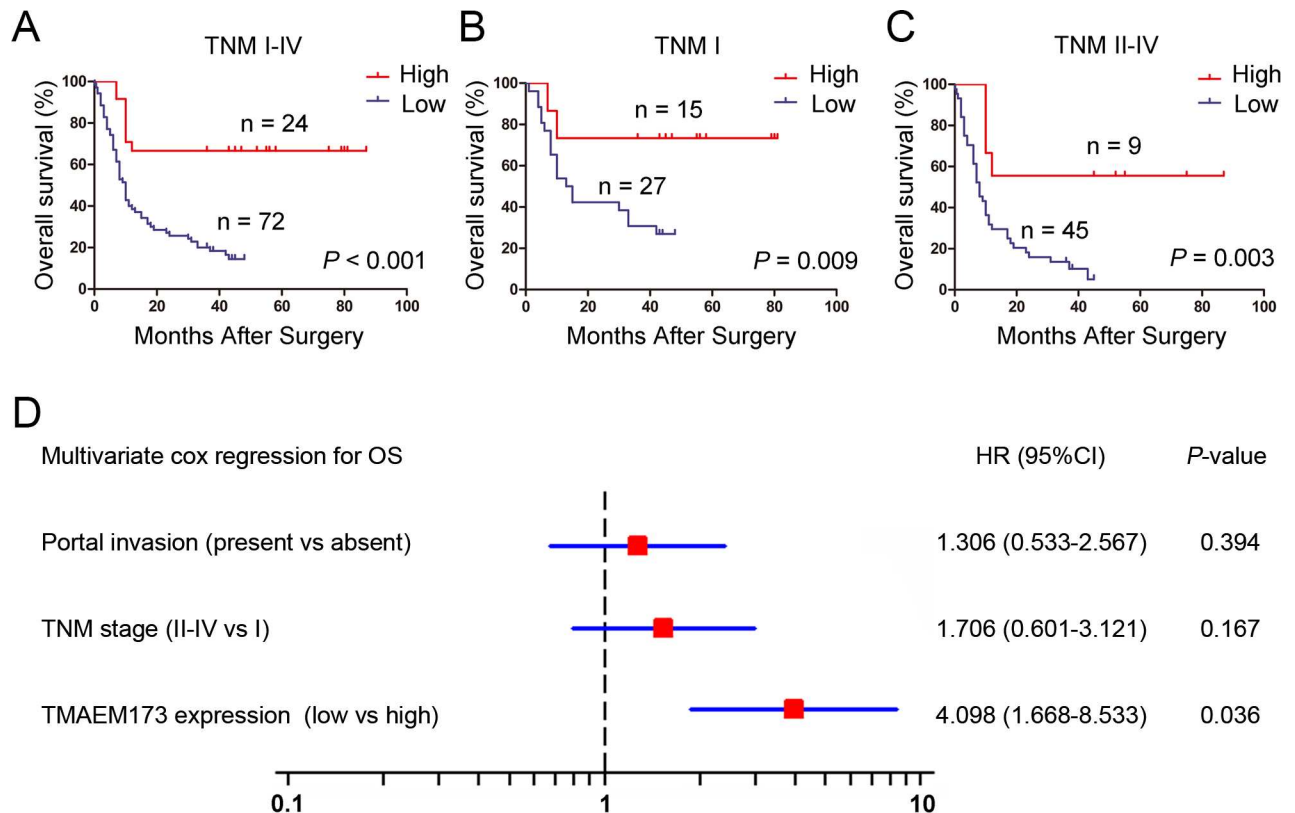 A
TNM I-IV
High
Low
n = 24
n = 72
P < 0.001
Overall survival (%)
100
80
60
40
20
0
0 20 40 60 80 100
Months After Surgery
B
TNM I
High
Low
n = 15
n = 27
P = 0.009
Overall survival (%)
100
80
60
40
20
0
0 20 40 60 80 100
Months After Surgery
C
TNM II-IV
High
Low
n = 9
n = 45
P = 0.003
Overall survival (%)
100
80
60
40
20
0
0 20 40 60 80 100
Months After Surgery
D
Multivariate cox regression for OS HR (95%CI) P-value
Portal invasion (present vs absent) 1.306 (0.533-2.567) 0.394
TNM stage (II-IV vs I) 1.706 (0.601-3.121) 0.167
TMAEM173 expression (low vs high) 4.098 (1.668-8.533) 0.036
0.1 1 10